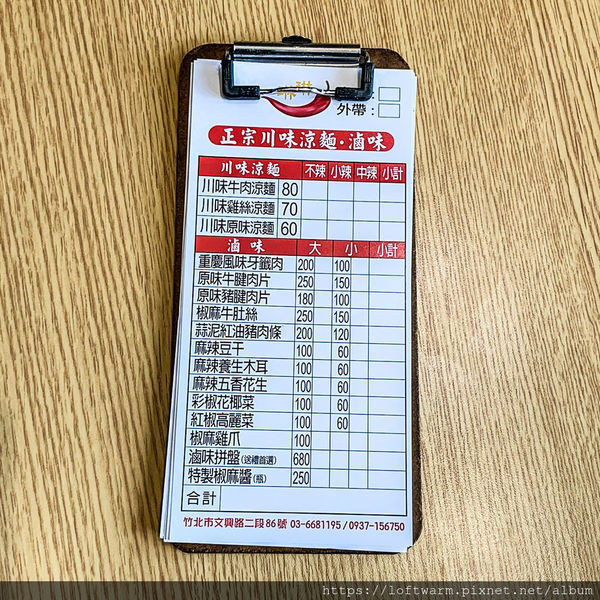 外帶：
正宗川味涼麵·滷味
川味涼麵 不辣 小辣 中辣 小計
川味牛肉涼麵 80
川味雞絲涼麵 70
川味原味涼麵 60
滷味 大 小 小計
重慶風味牙籤肉 200 100
原味牛腱肉片 250 150
原味豬腱肉片 180 100
椒麻牛肚絲 250 150
蒜泥紅油豬肉條 200 120
麻辣豆干 100 60
麻辣養生木耳 100 60
麻辣五香花生 100 60
彩椒花椰菜 100 60
紅椒高麗菜 100 60
椒麻雞爪 100
滷味拼盤(送禮首選) 680
特製椒麻醬(瓶) 250
合計
竹北市文興路二段86號 03-6681195/0937-156750
https://loftwarm.pixnet.net/album